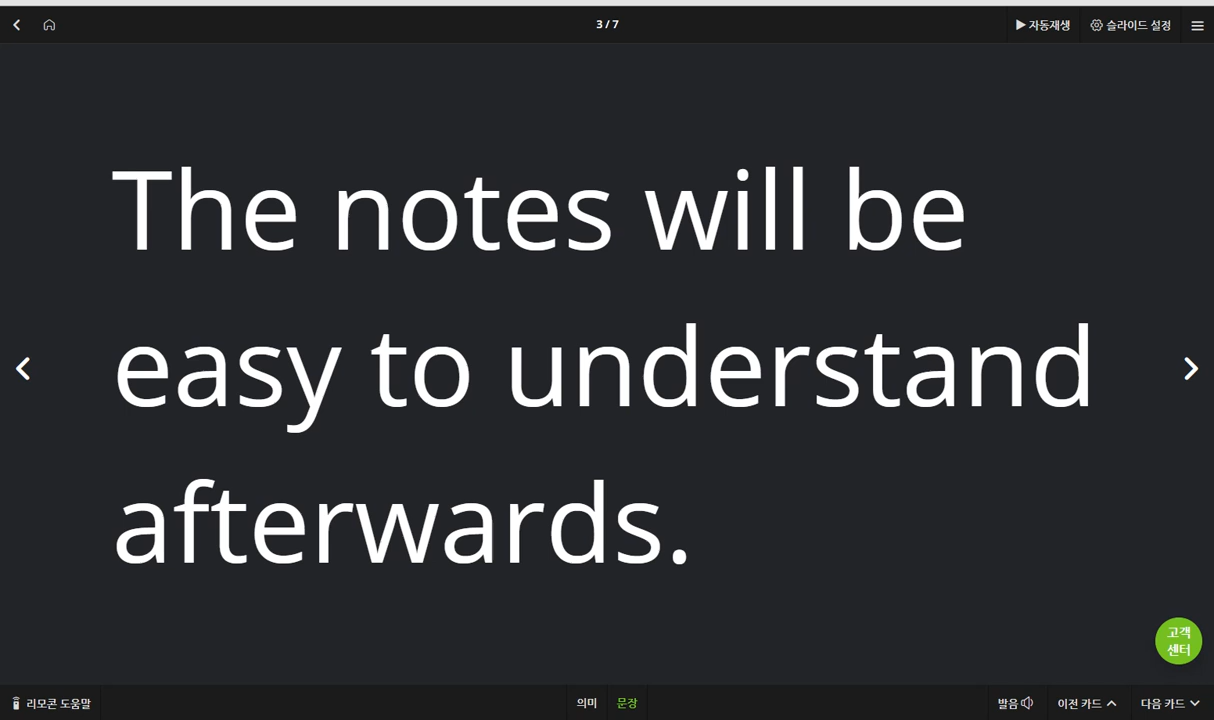 3 / 7
자동재생
슬라이드 설정
The notes will be
easy to understand
afterwards.
고객
센터
리모콘 도움말
의미
문장
발음
이전 카드
다음 카드